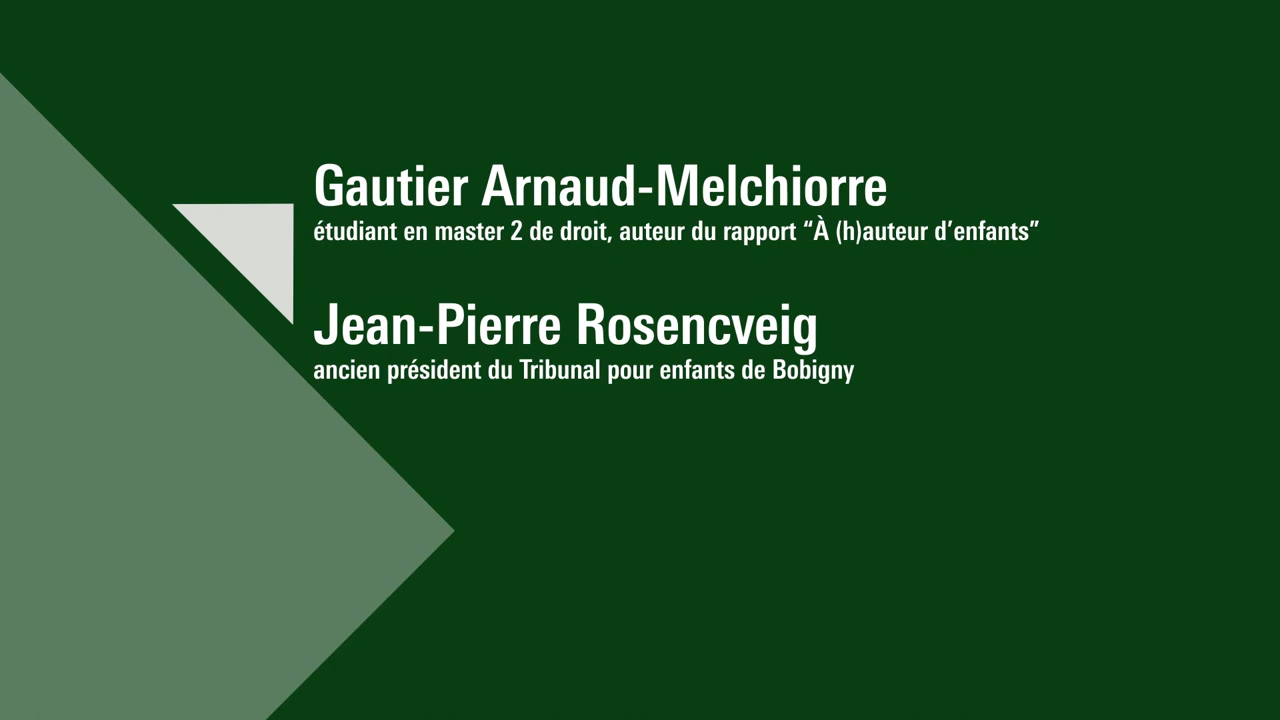 Gautier Arnaud-Melchiorre
étudiant en master 2 de droit, auteur du rapport “À (h)auteur d’enfants”
Jean-Pierre Rosencveig
ancien président du Tribunal pour enfants de Bobigny